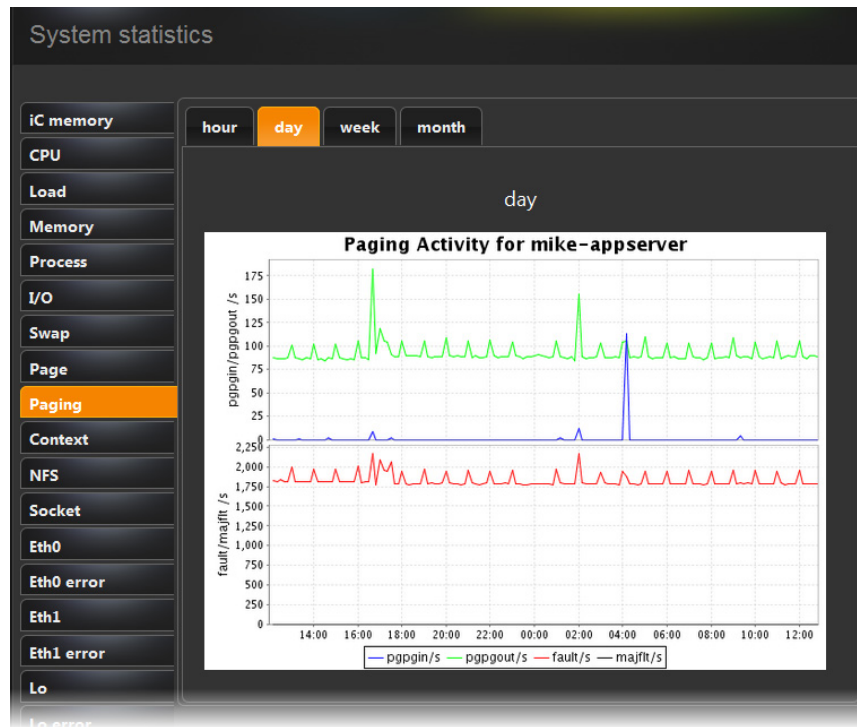 System statistics
iC memory
CPU
Load
Memory
Process
I/O
Swap
Page
Paging
Context
NFS
Socket
Eth0
Eth0 error
Eth1
Eth1 error
Lo
Lo error
hour day week month
day
Paging Activity for mike-appserver
pgpgin/pgpgout /s
175
150
125
100
75
50
25
0
fault/majflt /s
2,250
2,000
1,750
1,500
1,250
1,000
750
500
250
0
14:00 16:00 18:00 20:00 22:00 00:00 02:00 04:00 06:00 08:00 10:00 12:00
pgpgin/s pgpgout/s fault/s majflt/s